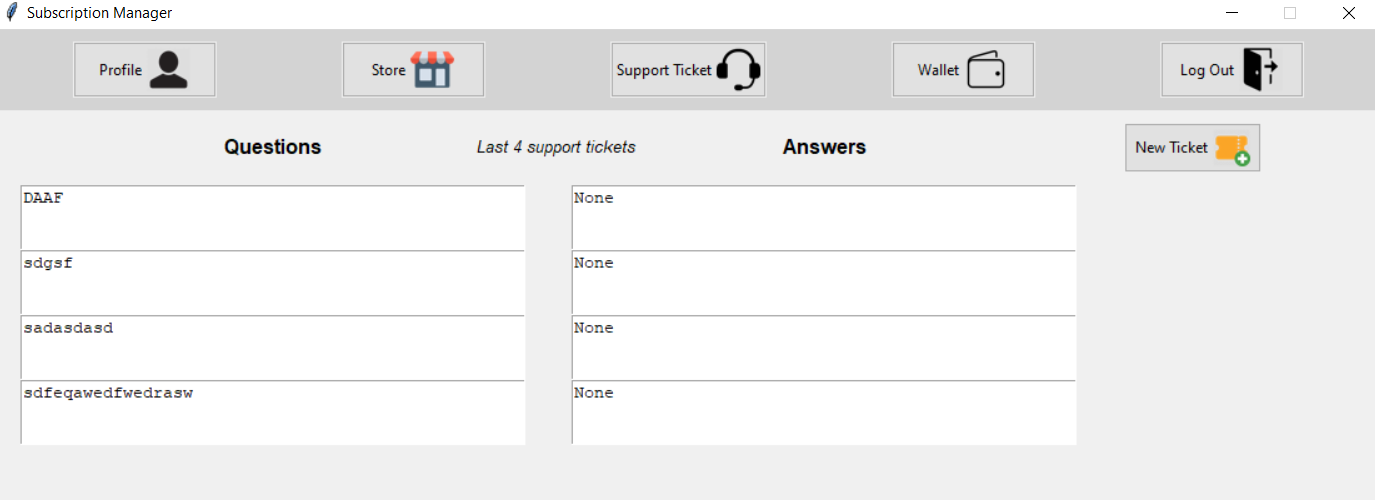 Subscription Manager
Profile Store Support Ticket Wallet Log Out
Questions Last 4 support tickets Answers New Ticket
DAAF None
sdgsf None
sadasdasd None
sdfeqawedfwedrasw None